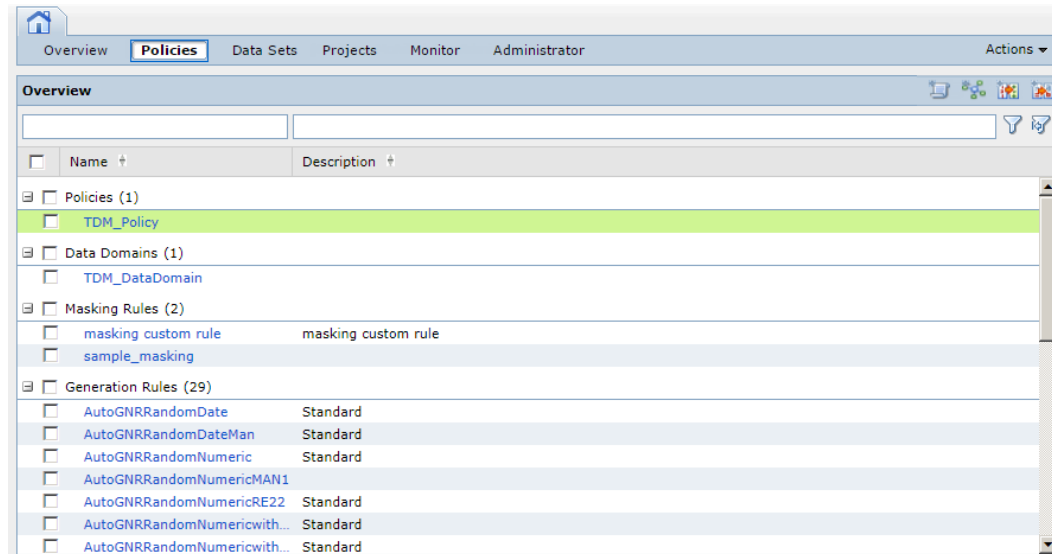 Overview Policies Data Sets Projects Monitor Administrator Actions
Overview
Name Description
Policies (1)
TDM_Policy
Data Domains (1)
TDM_DataDomain
Masking Rules (2)
masking custom rule masking custom rule
sample_masking
Generation Rules (29)
AutoGNRRandomDate Standard
AutoGNRRandomDateMan Standard
AutoGNRRandomNumeric Standard
AutoGNRRandomNumericMAN1
AutoGNRRandomNumericRE22 Standard
AutoGNRRandomNumericwith... Standard
AutoGNRRandomNumericwith... Standard